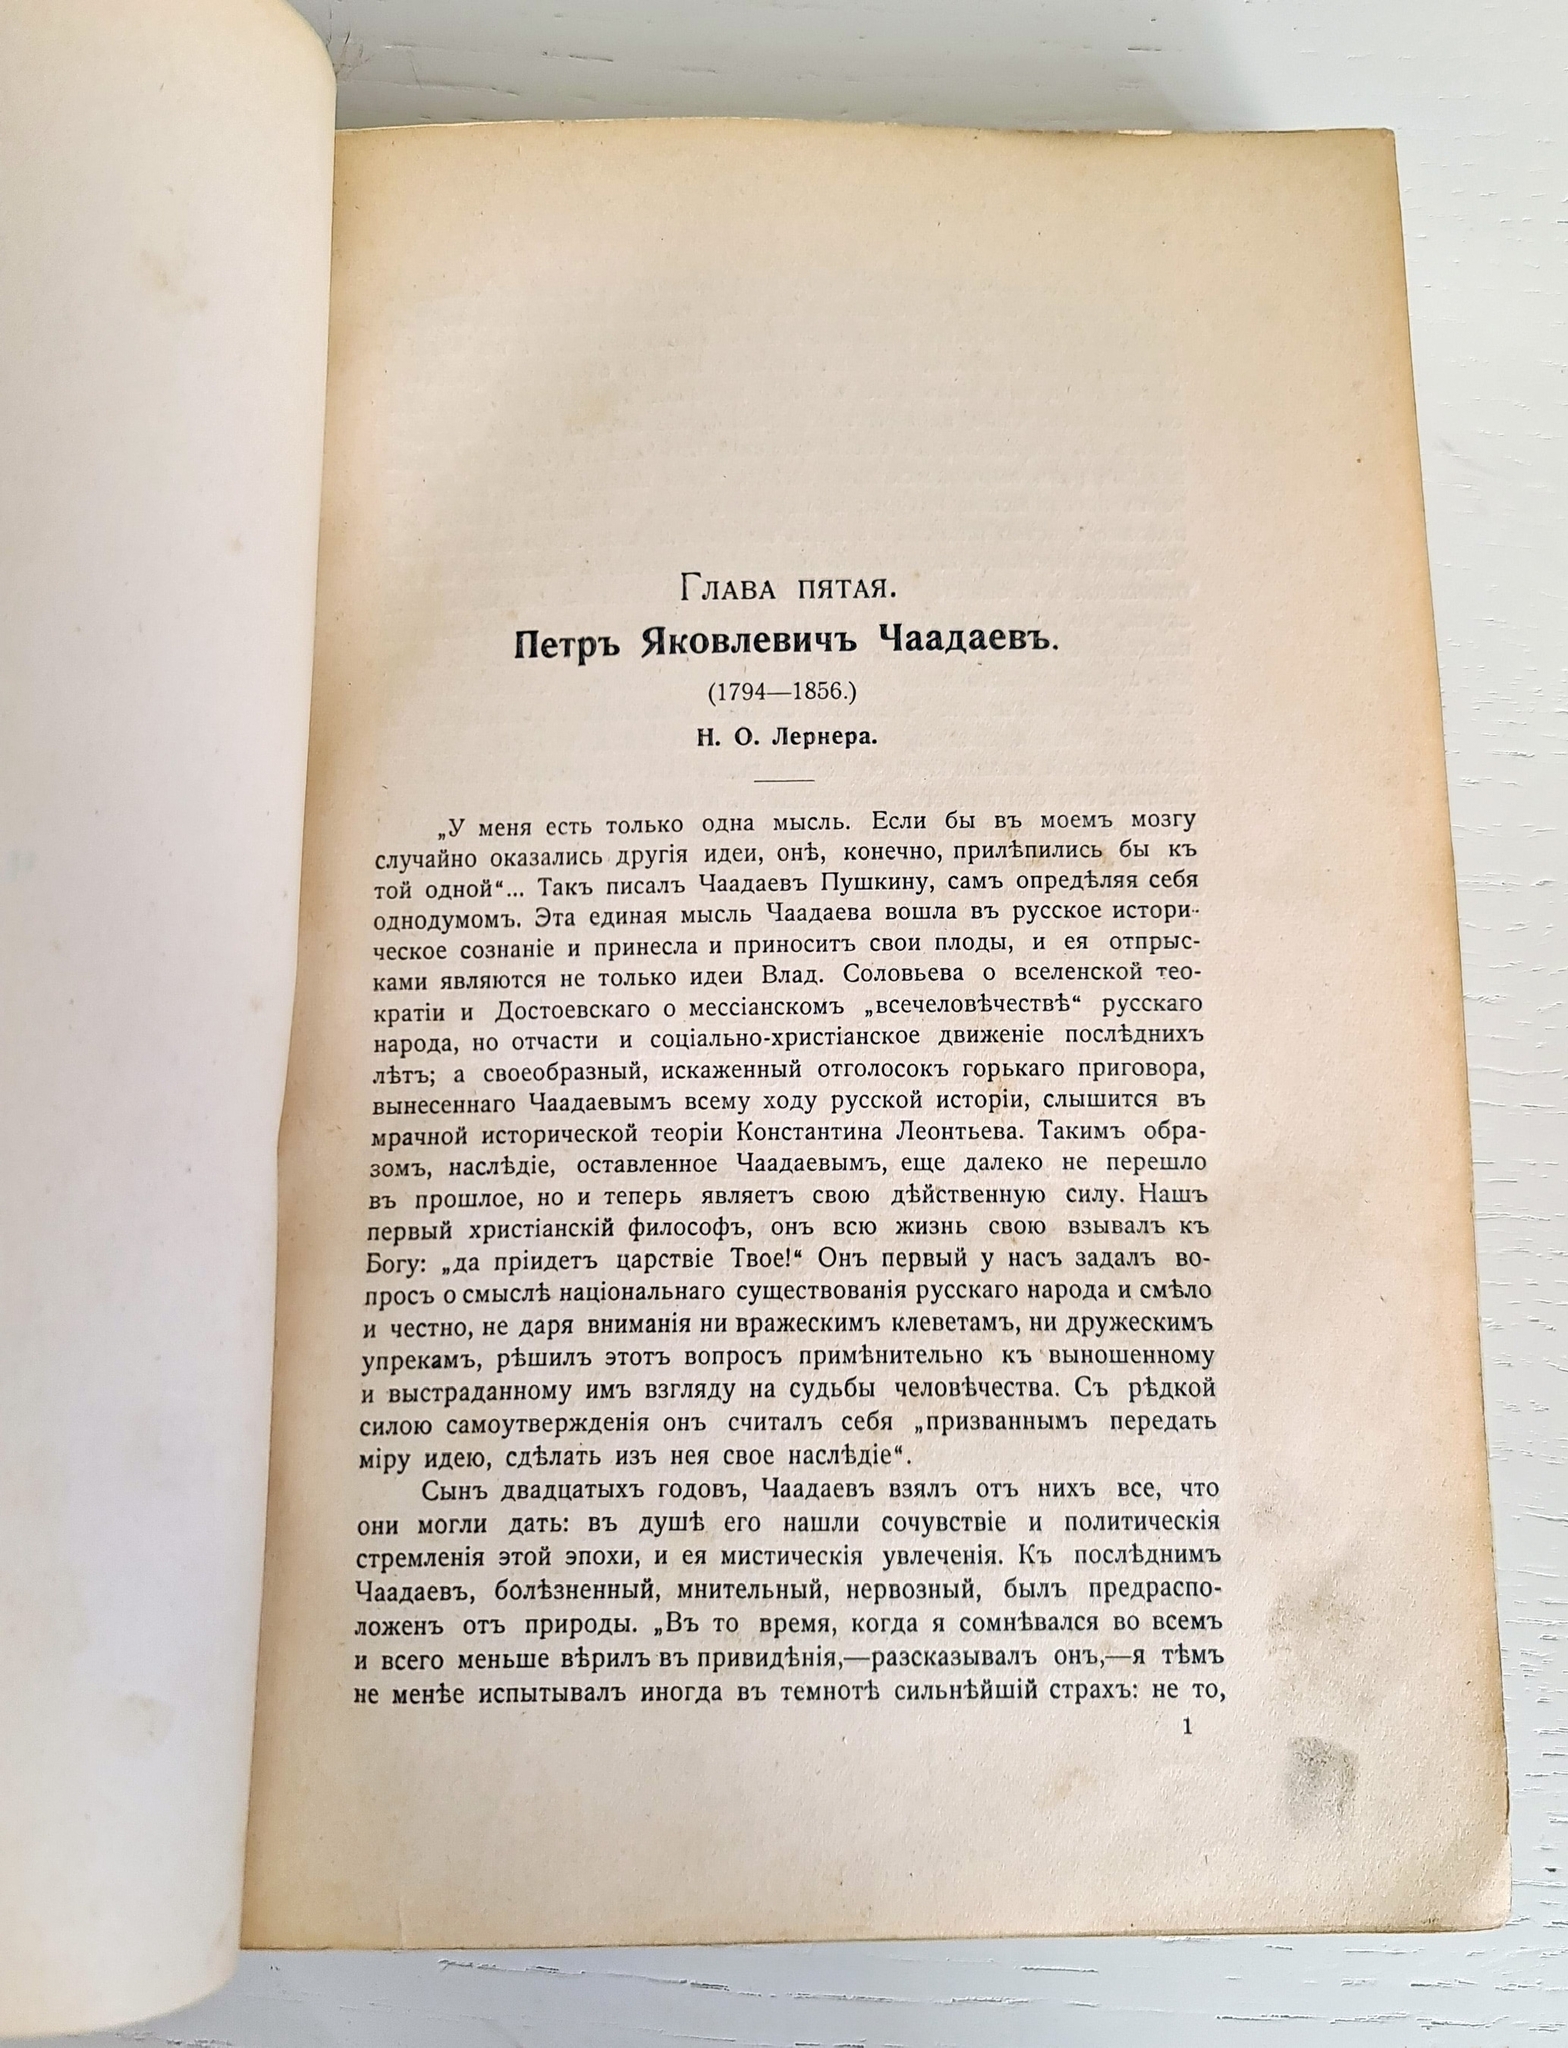 Глава пятая.
Петръ Яковлевичъ Чаадаевъ.
(1794—1856.)
Н. О. Лернера.
„У меня есть только одна мысль. Если бы въ моемъ мозгу
случайно оказались другія идеи, онѣ, конечно, прилѣпились бы къ
той одной“... Такъ писалъ Чаадаевъ Пушкину, самъ опредѣляя себя
однодумомъ. Эта единая мысль Чаадаева вошла въ русское истори-
ческое сознаніе и принесла и приноситъ свои плоды, и ея отпрыс-
ками являются не только идеи Влад. Соловьева о вселенской тео-
кратіи и Достоевскаго о мессіанскомъ „всечеловѣчествѣ“ русскаго
народа, но отчасти и соціально-христіанское движеніе послѣднихъ
лѣтъ; а своеобразный, искаженный отголосокъ горькаго приговора,
вынесеннаго Чаадаевымъ всему ходу русской исторіи, слышится въ
мрачной исторической теоріи Константина Леонтьева. Такимъ обра-
зомъ, наслѣдіе, оставленное Чаадаевымъ, еще далеко не перешло
въ прошлое, но и теперь являетъ свою дѣйственную силу. Нашъ
первый христіанскій философъ, онъ всю жизнь свою взывалъ къ
Богу: „да пріидетъ царствіе Твое!“ Онъ первый у насъ задалъ во-
просъ о смыслѣ національнаго существованія русскаго народа и смѣло
и честно, не даря вниманія ни вражескимъ клеветамъ, ни дружескимъ
упрекамъ, рѣшилъ этотъ вопросъ примѣнительно къ выношенному
и выстраданному имъ взгляду на судьбы человѣчества. Съ рѣдкой
силою самоутвержденія онъ считалъ себя „призваннымъ передать
міру идею, сдѣлать изъ нея свое наслѣдіе“.
Сынъ двадцатыхъ годовъ, Чаадаевъ взялъ отъ нихъ все, что
они могли дать: въ душѣ его нашли сочувствіе и политическія
стремленія этой эпохи, и ея мистическія увлеченія. Къ послѣднимъ
Чаадаевъ, болѣзненный, мнительный, нервозный, былъ предраспо-
ложенъ отъ природы. „Въ то время, когда я сомнѣвался во всемъ
и всего меньше вѣрилъ въ привидѣнія,—разсказывалъ онъ,—я тѣмъ
не менѣе испытывалъ иногда въ темнотѣ сильнѣйшій страхъ: не то,
1